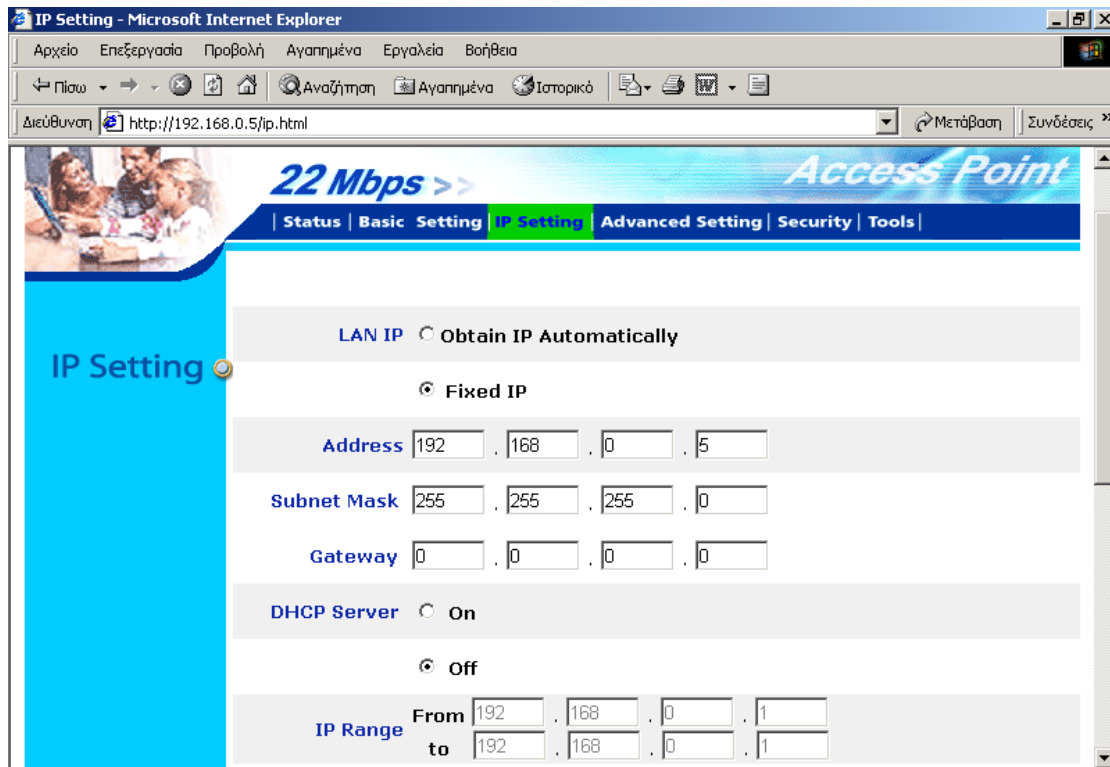 IP Setting - Microsoft Internet Explorer
Αρχείο Επεξεργασία Προβολή Αγαπημένα Εργαλεία Βοήθεια
Πίσω Αναζήτηση Αγαπημένα Ιστορικό
Διεύθυνση http://192.168.0.5/ip.html Μετάβαση Συνδέσεις »
22 Mbps >> Access Point
| Status | Basic Setting | IP Setting | Advanced Setting | Security | Tools |
IP Setting
LAN IP Obtain IP Automatically
Fixed IP
Address 192 . 168 . 0 . 5
Subnet Mask 255 . 255 . 255 . 0
Gateway 0 . 0 . 0 . 0
DHCP Server On
Off
IP Range From 192 . 168 . 0 . 1
to 192 . 168 . 0 . 1